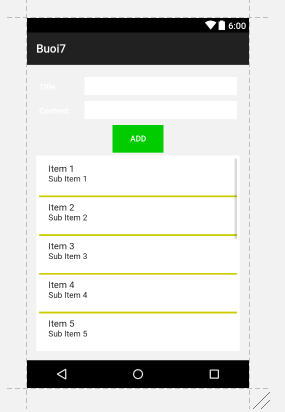 6:00
Buoi7
Title
Content
ADD
Item 1
Sub Item 1
Item 2
Sub Item 2
Item 3
Sub Item 3
Item 4
Sub Item 4
Item 5
Sub Item 5